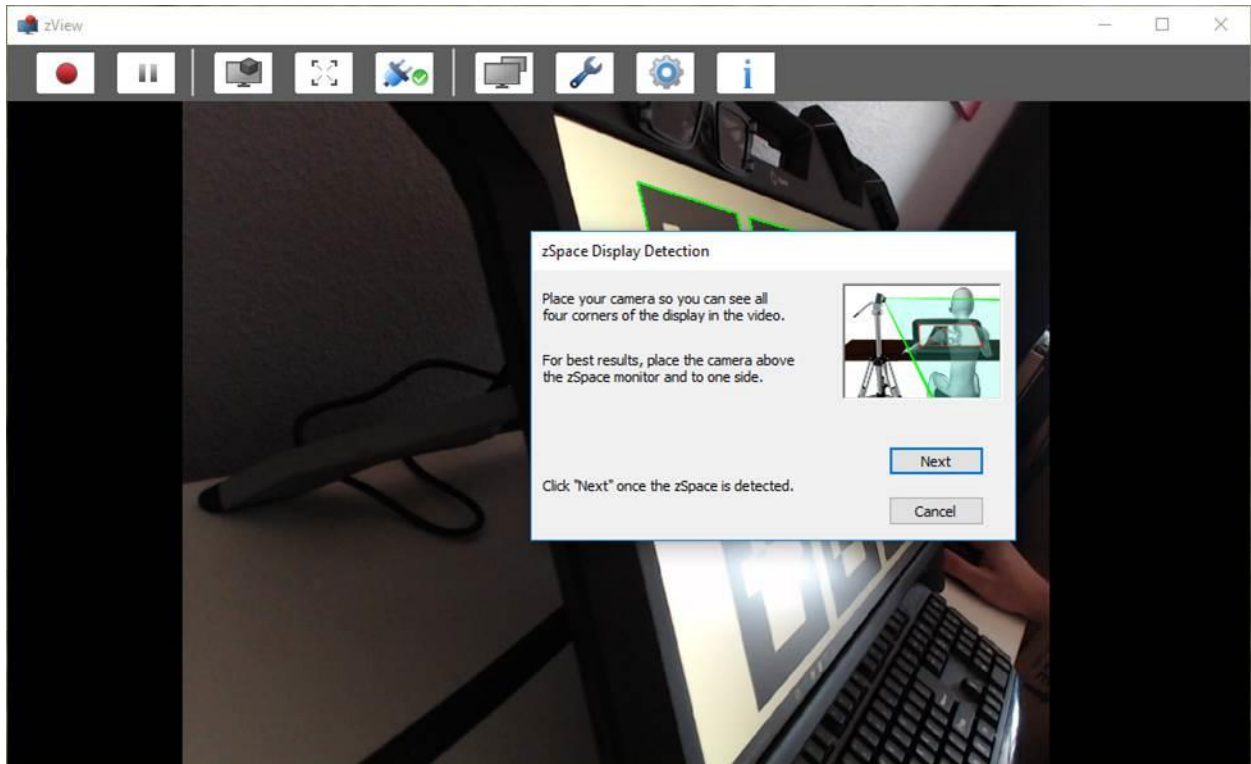 zView
zSpace Display Detection
Place your camera so you can see all
four corners of the display in the video.
For best results, place the camera above
the zSpace monitor and to one side.
Next
Click "Next" once the zSpace is detected.
Cancel